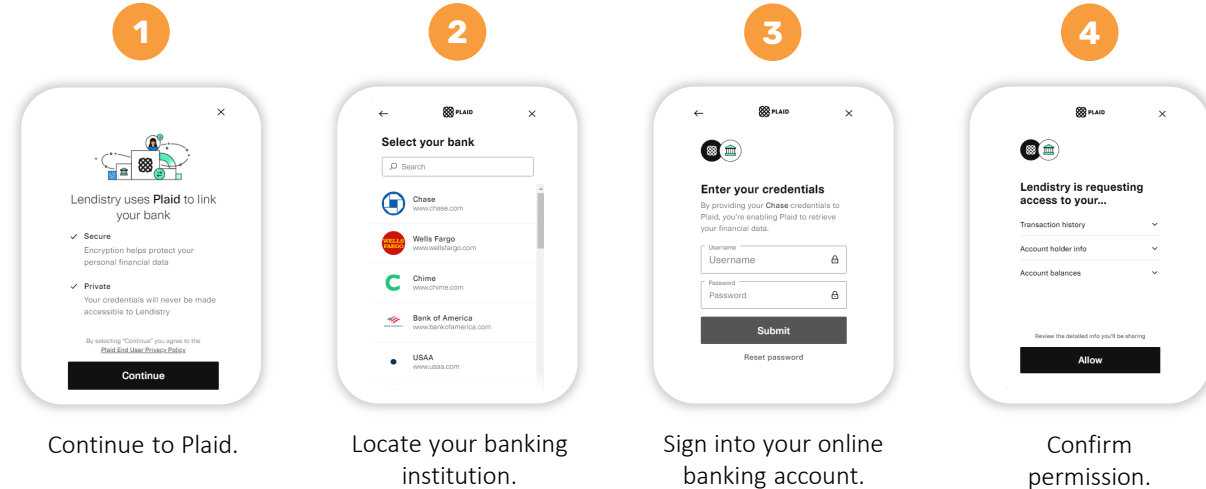 1
Lendistry uses Plaid to link
your bank
Secure
Encryption helps protect your
personal financial data
Private
Your credentials will never be made
accessible to Lendistry
By selecting "Continue" you agree to the
Plaid End User Privacy Policy
Continue
Continue to Plaid.
2
PLAID
Select your bank
Search
Chase
www.chase.com
WELLS
FARGO
Wells Fargo
www.wellsfargo.com
Chime
www.chime.com
Bank of America
www.bankofamerica.com
USAA
www.usaa.com
Locate your banking
institution.
3
PLAID
Enter your credentials
By providing your Chase credentials to
Plaid, you're enabling Plaid to retrieve
your financial data.
Username
Username
Password
Password
Submit
Reset password
Sign into your online
banking account.
4
PLAID
Lendistry is requesting
access to your...
Transaction history
Account holder info
Account balances
Review the detailed info you'll be sharing
Allow
Confirm
permission.